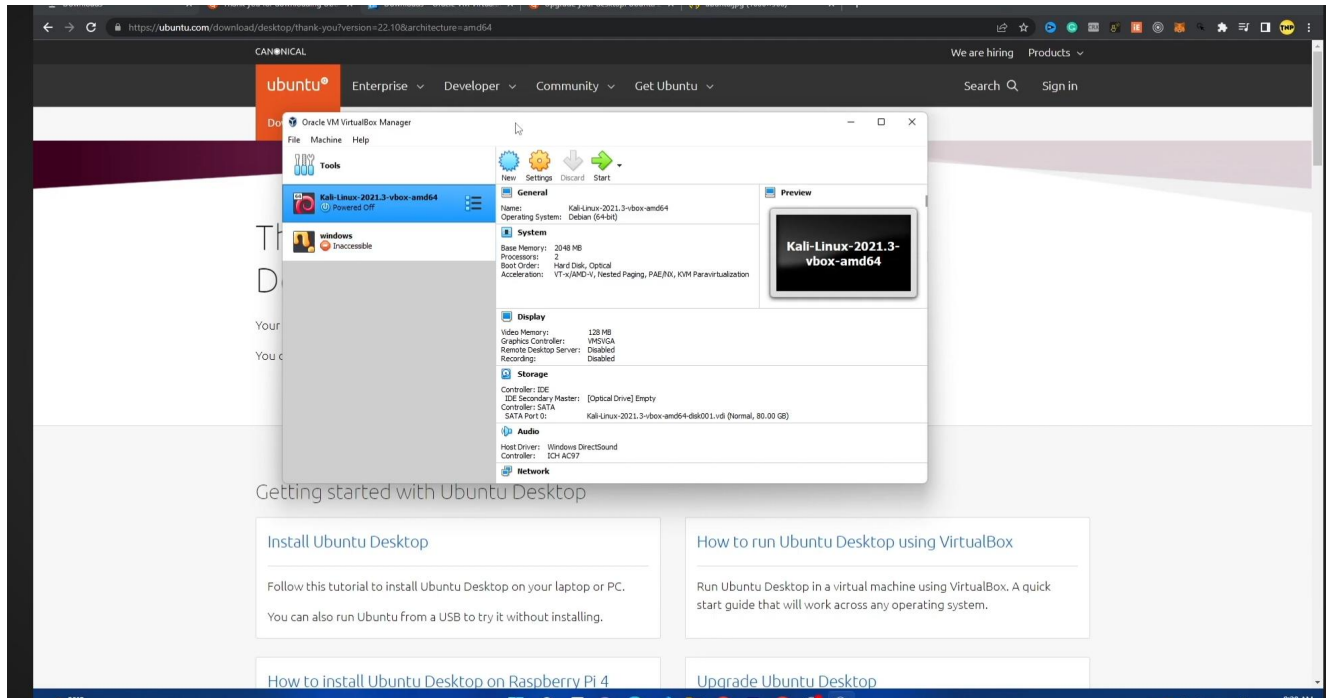 https://ubuntu.com/download/desktop/thank-you?version=22.10&architecture=amd64
CANONICAL
We are hiring Products
ubuntu Enterprise Developer Community Get Ubuntu Search Sign in
Oracle VM VirtualBox Manager
File Machine Help
Tools
New Settings Discard Start
Kali-Linux-2021.3-vbox-amd64
Powered Off
windows
Inaccessible
General
Name: Kali-Linux-2021.3-vbox-amd64
Operating System: Debian (64-bit)
System
Base Memory: 2048 MB
Processors: 2
Boot Order: Hard Disk, Optical
Acceleration: VT-x/AMD-V, Nested Paging, PAE/NX, KVM Paravirtualization
Preview
Kali-Linux-2021.3-
vbox-amd64
Display
Video Memory: 128 MB
Graphics Controller: VMSVGA
Remote Desktop Server: Disabled
Recording: Disabled
Storage
Controller: IDE
IDE Secondary Master: [Optical Drive] Empty
Controller: SATA
SATA Port 0: Kali-Linux-2021.3-vbox-amd64-disk001.vdi (Normal, 80.00 GB)
Audio
Host Driver: Windows DirectSound
Controller: ICH AC97
Network
Your
Getting started with Ubuntu Desktop
Install Ubuntu Desktop
Follow this tutorial to install Ubuntu Desktop on your laptop or PC.
You can also run Ubuntu from a USB to try it without installing.
How to run Ubuntu Desktop using VirtualBox
Run Ubuntu Desktop in a virtual machine using VirtualBox. A quick
start guide that will work across any operating system.
How to install Ubuntu Desktop on Raspberry Pi 4
Upgrade Ubuntu Desktop